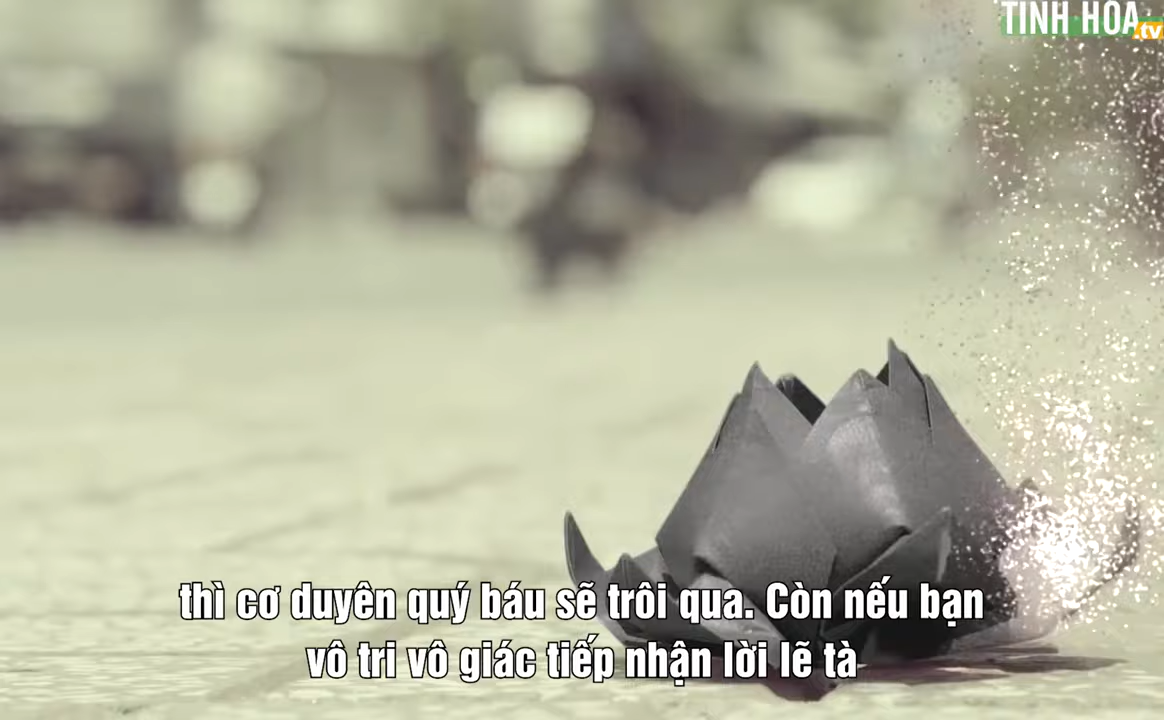 TINH HOA
.tv
thì cơ duyên quý báu sẽ trôi qua. Còn nếu bạn
vô tri vô giác tiếp nhận lời lẽ tà